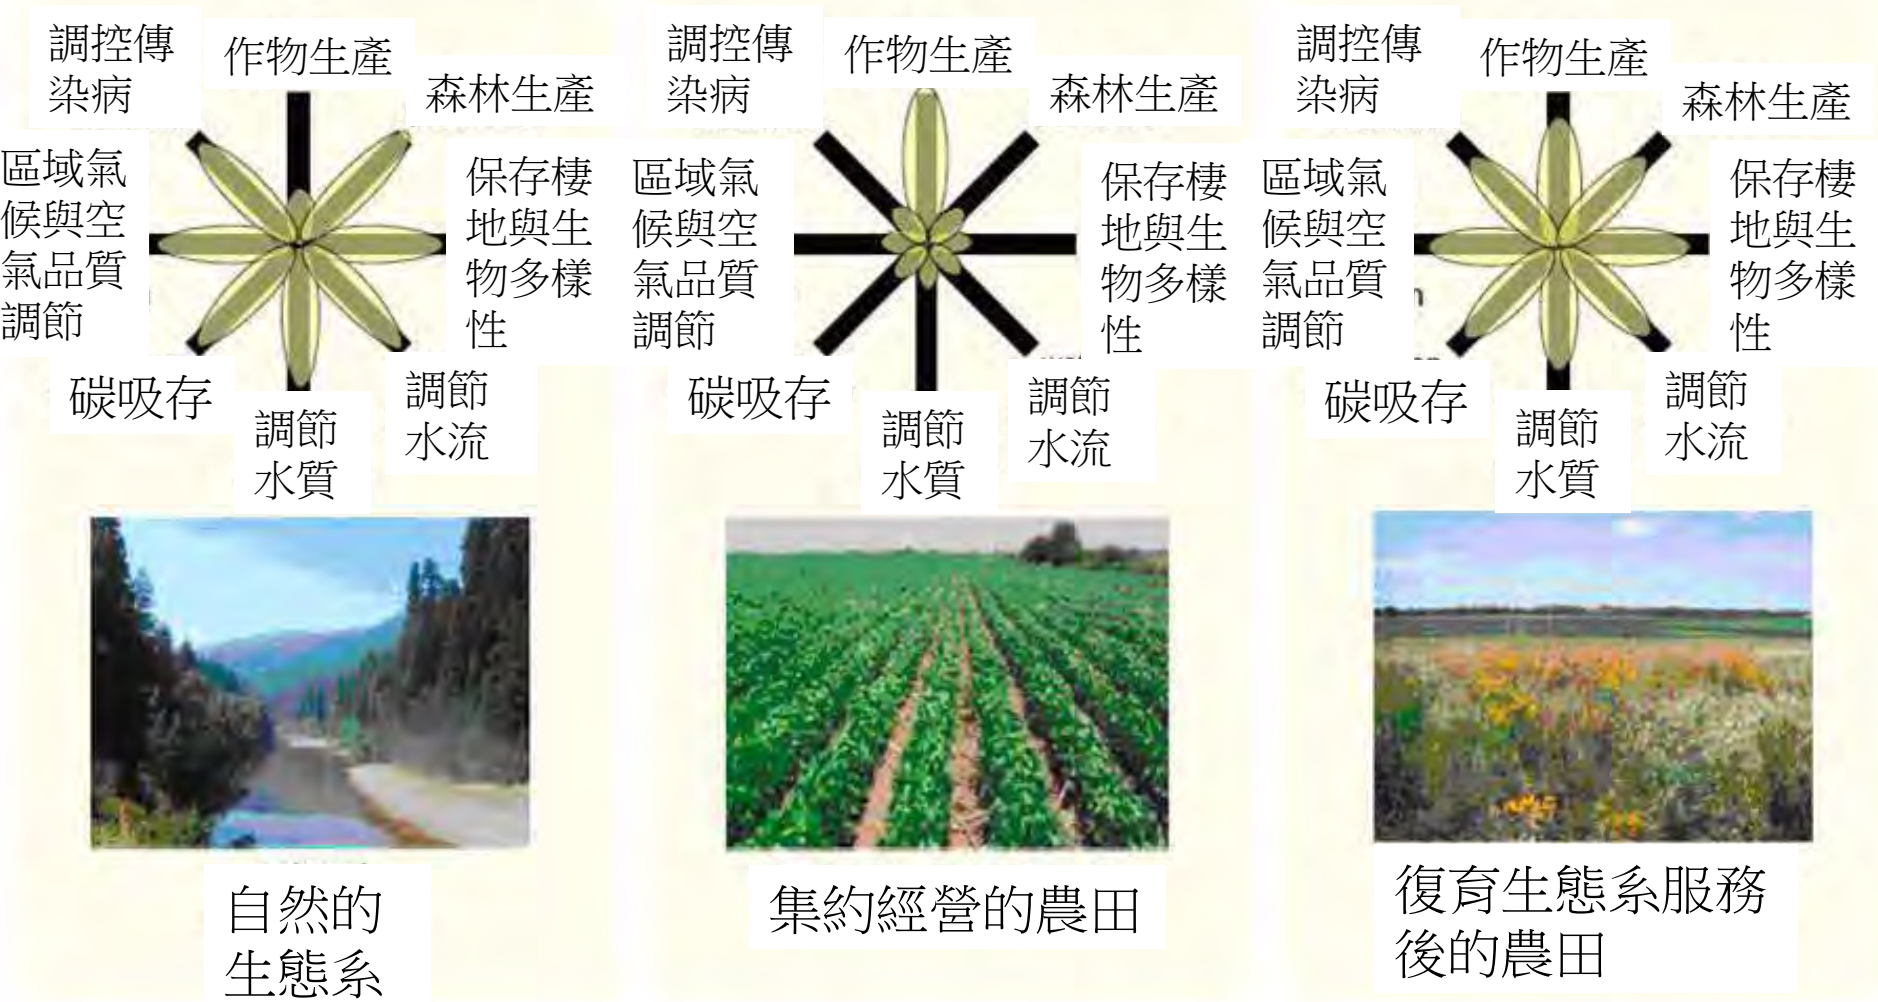 調控傳
染病
作物生產
森林生產
區域氣
候與空
氣品質
調節
保存棲
地與生
物多樣
性
碳吸存
調節
水質
調節
水流
自然的
生態系
調控傳
染病
作物生產
森林生產
區域氣
候與空
氣品質
調節
保存棲
地與生
物多樣
性
碳吸存
調節
水質
調節
水流
集約經營的農田
調控傳
染病
作物生產
森林生產
區域氣
候與空
氣品質
調節
保存棲
地與生
物多樣
性
碳吸存
調節
水質
調節
水流
復育生態系服務
後的農田